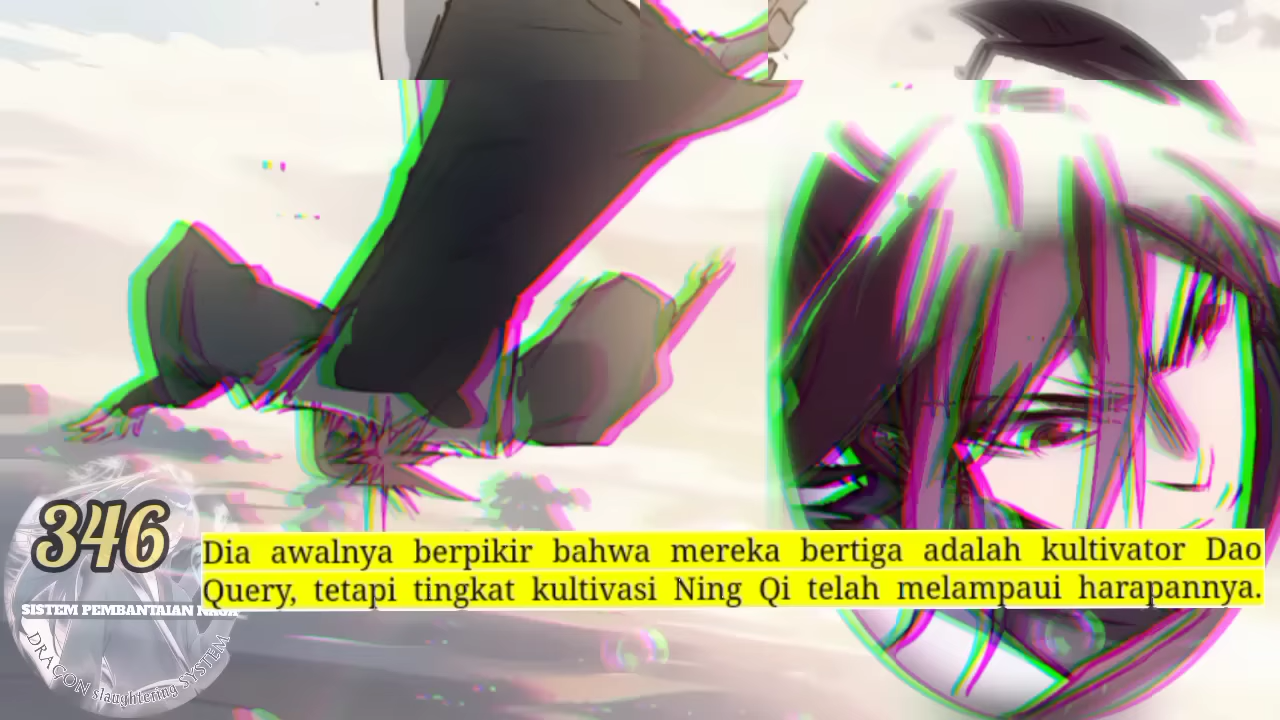 346
Dia awalnya berpikir bahwa mereka bertiga adalah kultivator Dao
Query, tetapi tingkat kultivasi Ning Qi telah melampaui harapannya.
SISTEM PEMBANTAIAN NAGA
DRAGON slaughtering SYSTEM